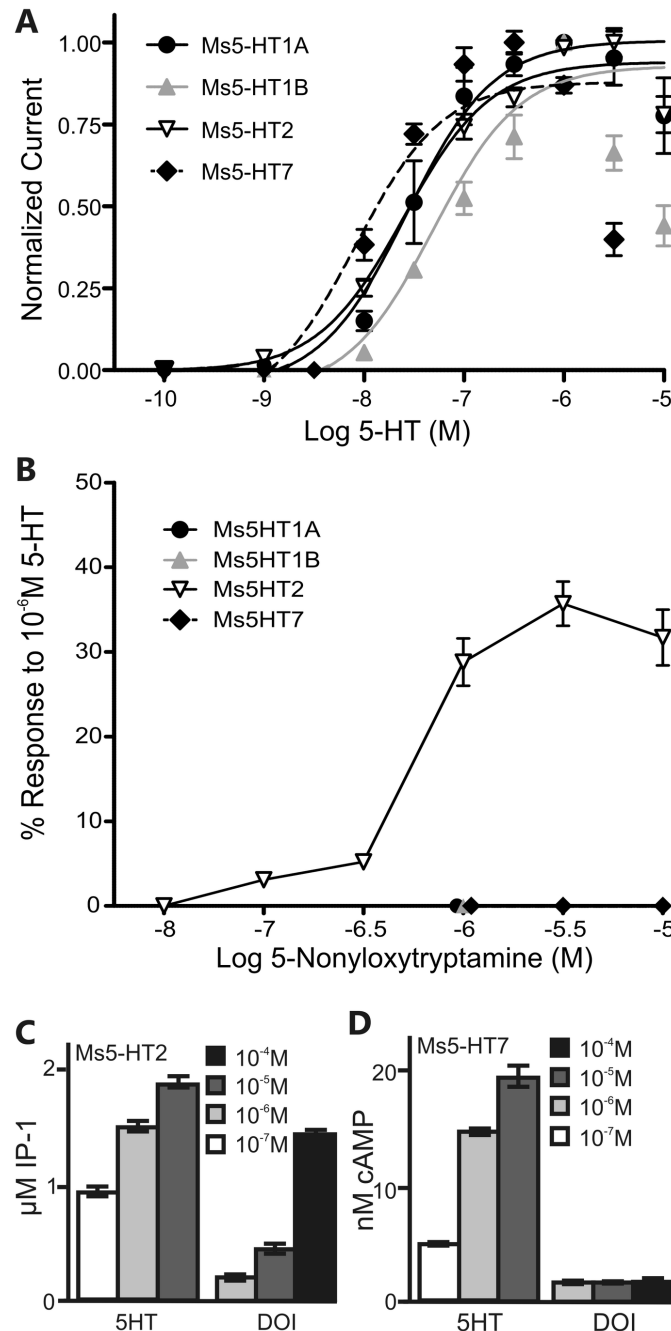 A
Ms5-HT1A
Ms5-HT1B
Ms5-HT2
Ms5-HT7
Normalized Current
1.00
0.75
0.50
0.25
0.00
-10 -9 -8 -7 -6 -5
Log 5-HT (M)
B
Ms5HT1A
Ms5HT1B
Ms5HT2
Ms5HT7
% Response to 10⁻⁶M 5-HT
50
40
30
20
10
0
-8 -7 -6.5 -6 -5.5 -5
Log 5-Nonyloxytryptamine (M)
C
Ms5-HT2
10⁻⁴M
10⁻⁵M
10⁻⁶M
10⁻⁷M
µM IP-1
2
1
0
5HT DOI
D
Ms5-HT7
10⁻⁴M
10⁻⁵M
10⁻⁶M
10⁻⁷M
nM cAMP
20
10
0
5HT DOI